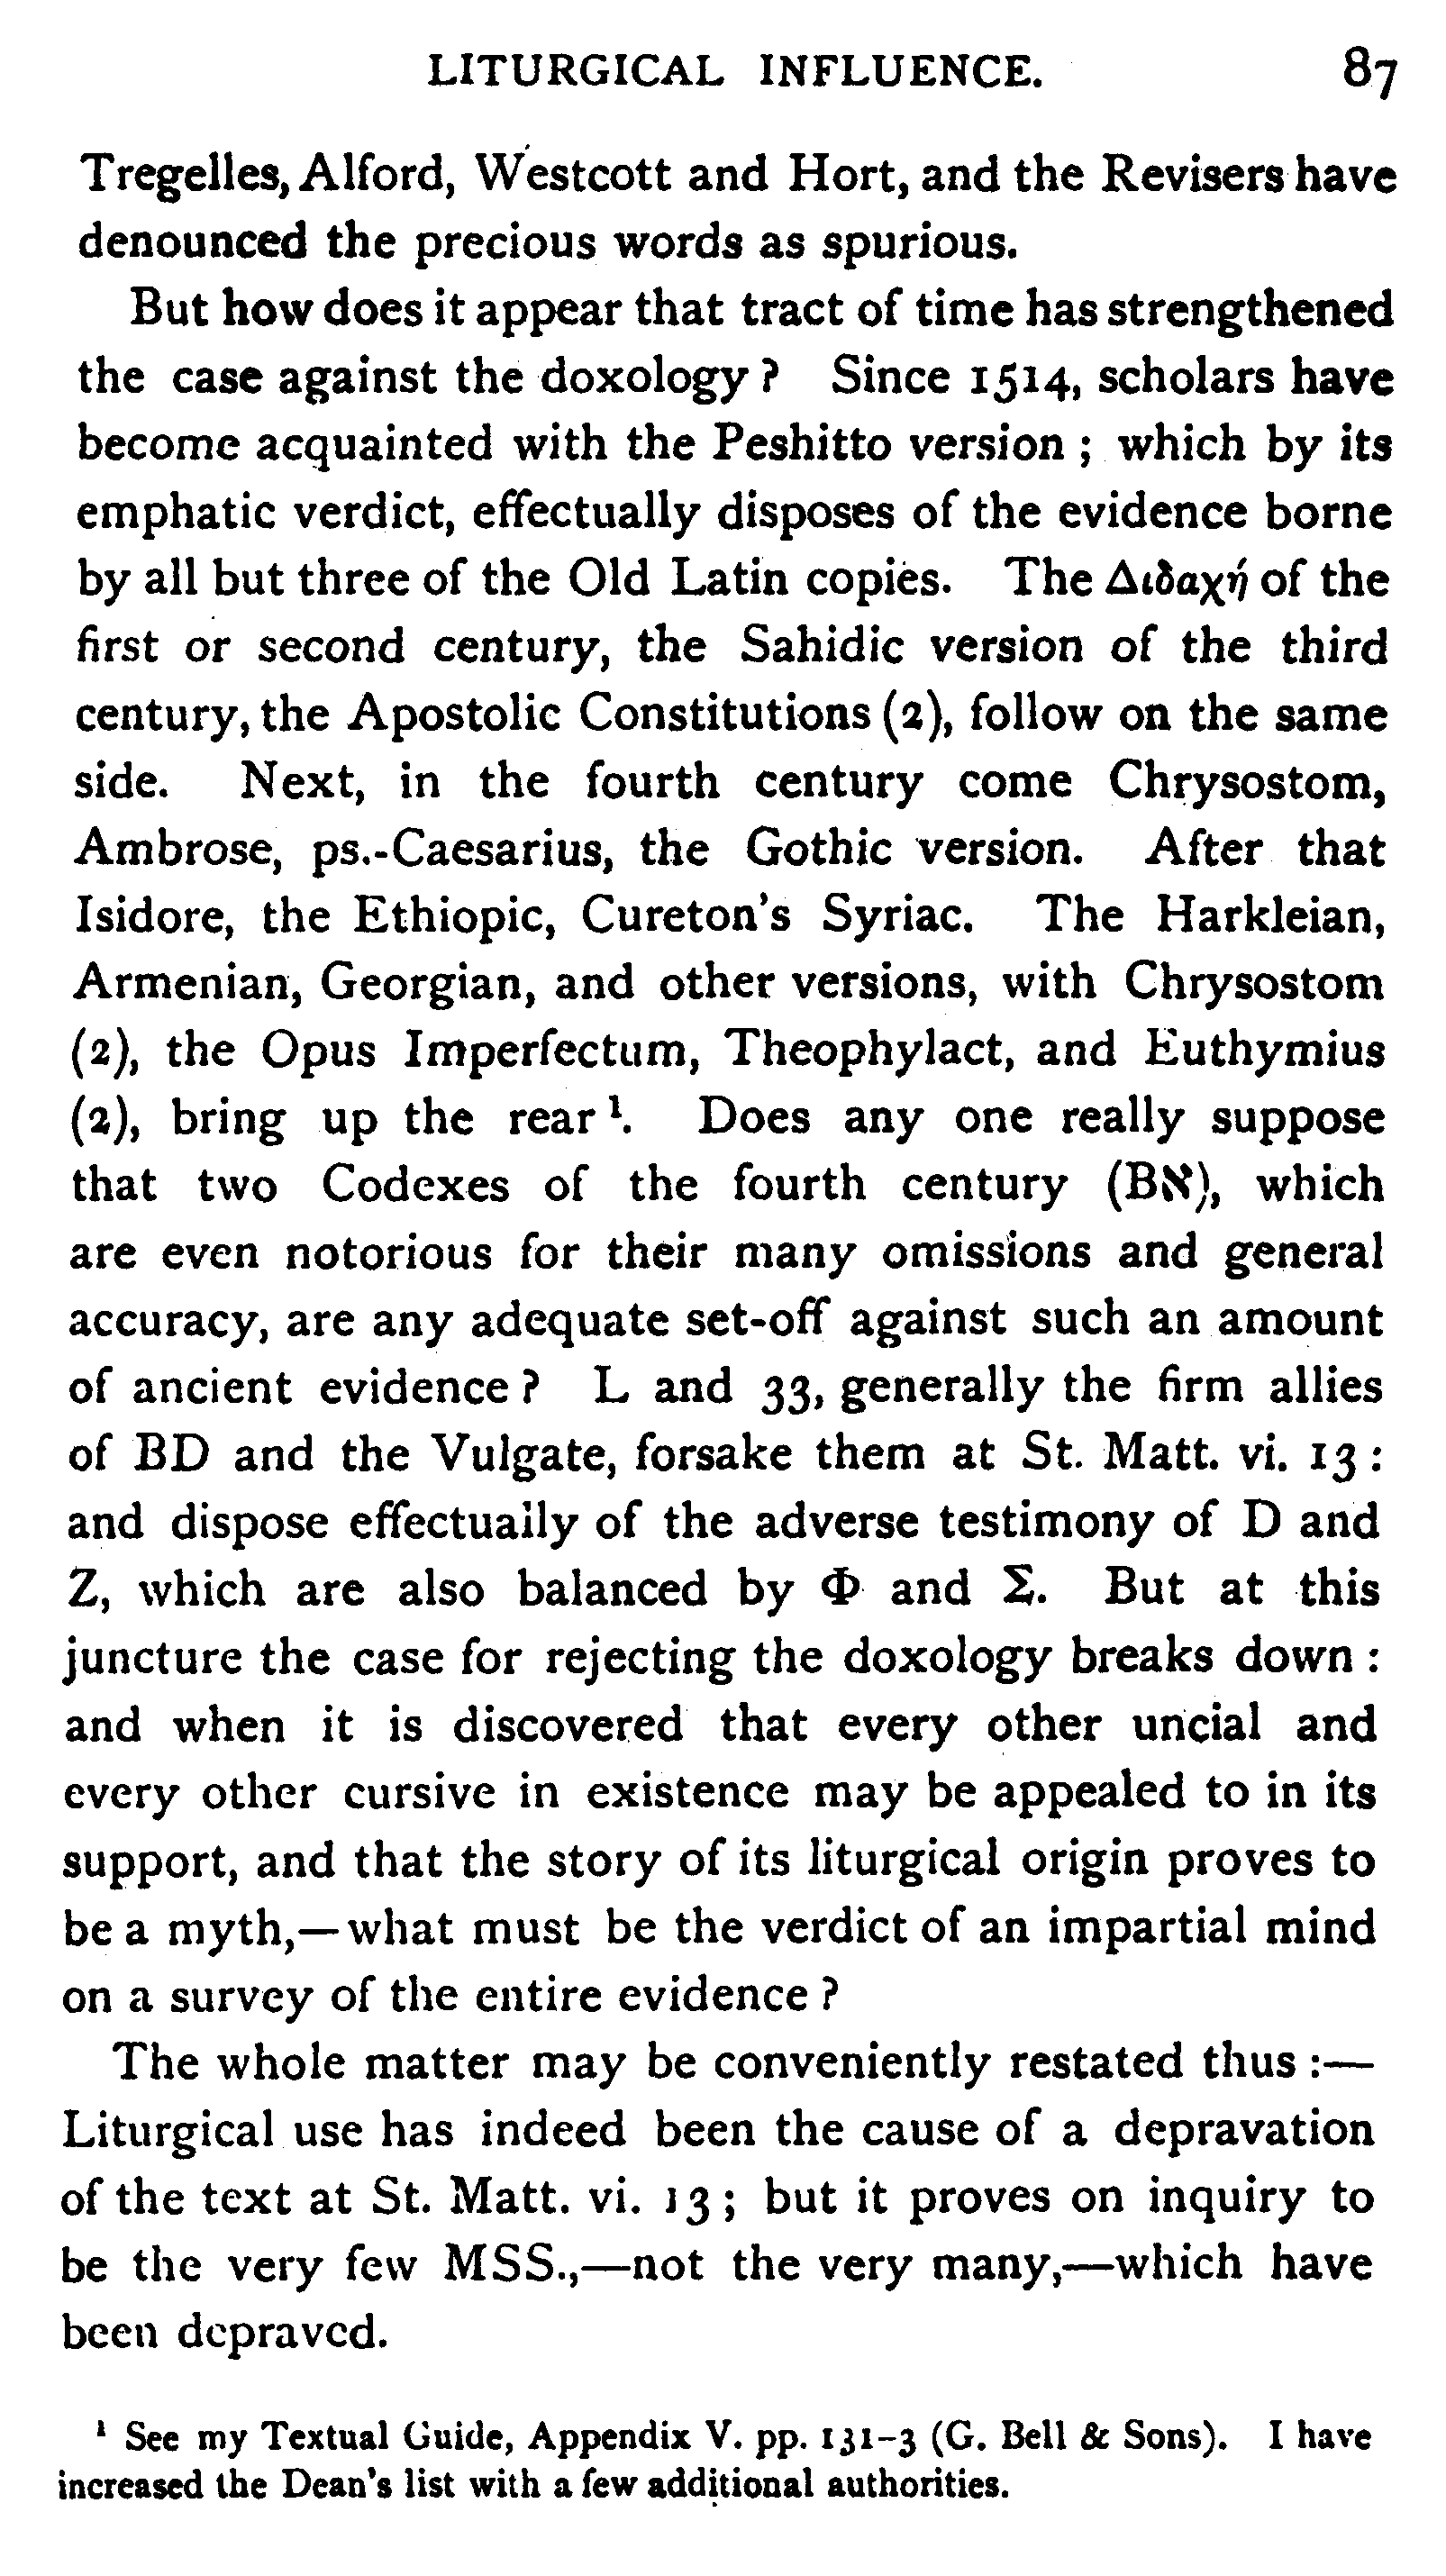 LITURGICAL INFLUENCE. 87
Tregelles, Alford, Westcott and Hort, and the Revisers have
denounced the precious words as spurious.
But how does it appear that tract of time has strengthened
the case against the doxology? Since 1514, scholars have
become acquainted with the Peshitto version; which by its
emphatic verdict, effectually disposes of the evidence borne
by all but three of the Old Latin copies. The Διδαχή of the
first or second century, the Sahidic version of the third
century, the Apostolic Constitutions (2), follow on the same
side. Next, in the fourth century come Chrysostom,
Ambrose, ps.-Caesarius, the Gothic version. After that
Isidore, the Ethiopic, Cureton's Syriac. The Harkleian,
Armenian, Georgian, and other versions, with Chrysostom
(2), the Opus Imperfectum, Theophylact, and Euthymius
(2), bring up the rear¹. Does any one really suppose
that two Codexes of the fourth century (Bא), which
are even notorious for their many omissions and general
accuracy, are any adequate set-off against such an amount
of ancient evidence? L and 33, generally the firm allies
of BD and the Vulgate, forsake them at St. Matt. vi. 13:
and dispose effectually of the adverse testimony of D and
Z, which are also balanced by Φ and Σ. But at this
juncture the case for rejecting the doxology breaks down:
and when it is discovered that every other uncial and
every other cursive in existence may be appealed to in its
support, and that the story of its liturgical origin proves to
be a myth,—what must be the verdict of an impartial mind
on a survey of the entire evidence?
The whole matter may be conveniently restated thus:—
Liturgical use has indeed been the cause of a depravation
of the text at St. Matt. vi. 13; but it proves on inquiry to
be the very few MSS.,—not the very many,—which have
been depraved.
¹ See my Textual Guide, Appendix V. pp. 131-3 (G. Bell & Sons). I have
increased the Dean's list with a few additional authorities.